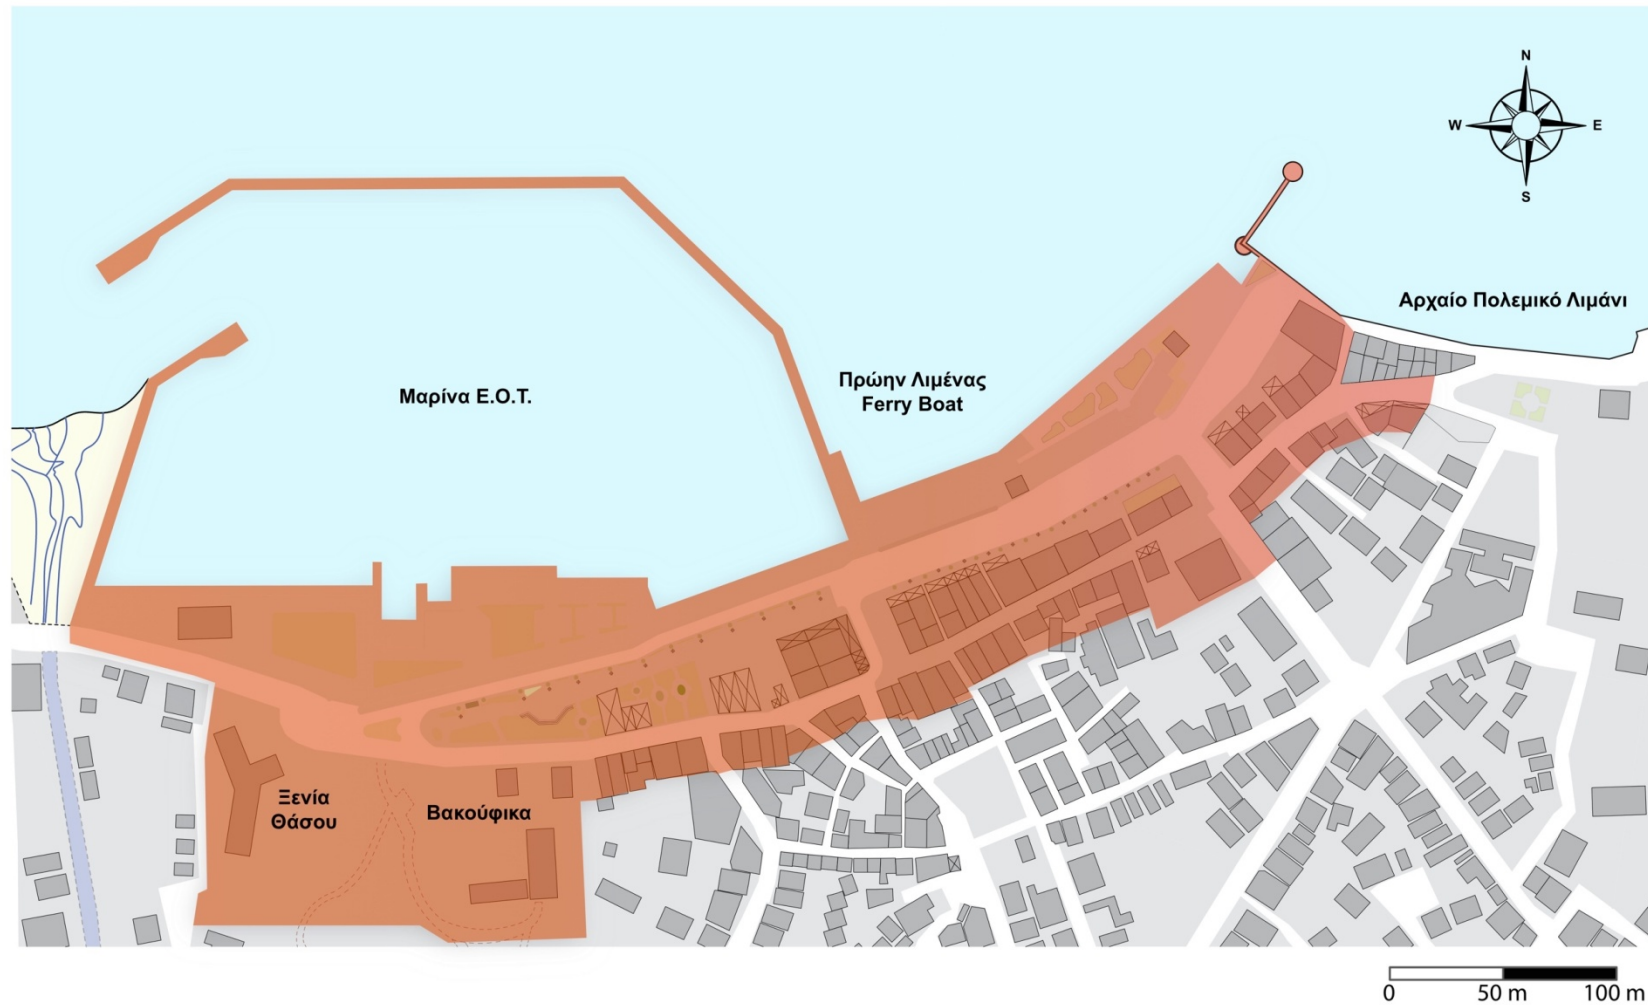 N
W
E
S
Αρχαίο Πολεμικό Λιμάνι
Μαρίνα Ε.Ο.Τ.
Πρώην Λιμένας
Ferry Boat
Ξενία
Θάσου
Βακούφικα
0
50 m
100 m